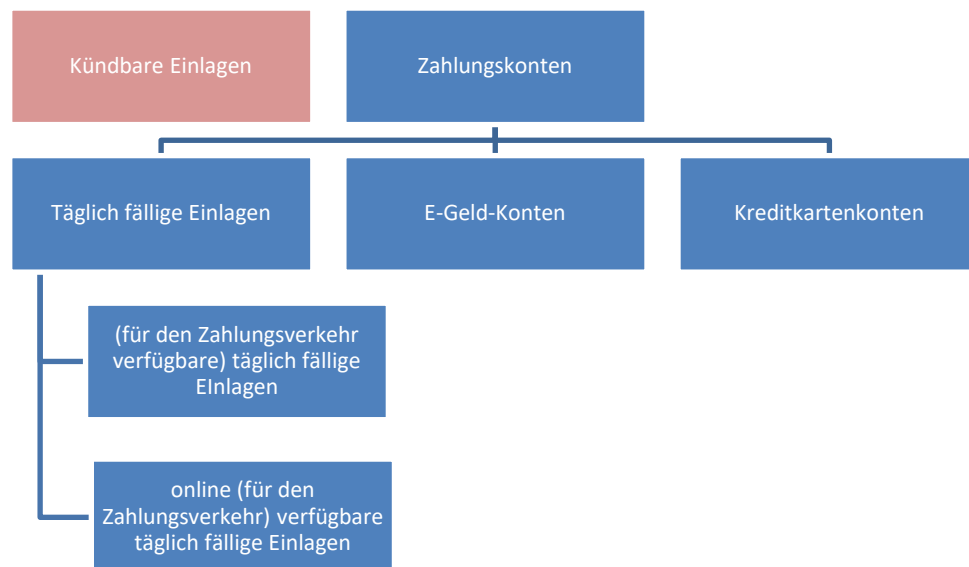 Kündbare Einlagen
Zahlungskonten
Täglich fällige Einlagen
E-Geld-Konten
Kreditkartenkonten
(für den Zahlungsverkehr
verfügbare) täglich fällige
EInlagen
online (für den
Zahlungsverkehr) verfügbare
täglich fällige Einlagen